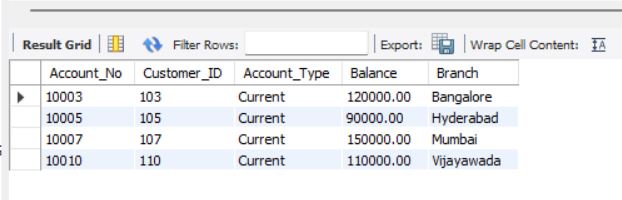 Result Grid Filter Rows: Export: Wrap Cell Content:
Account_No Customer_ID Account_Type Balance Branch
10003 103 Current 120000.00 Bangalore
10005 105 Current 90000.00 Hyderabad
10007 107 Current 150000.00 Mumbai
10010 110 Current 110000.00 Vijayawada